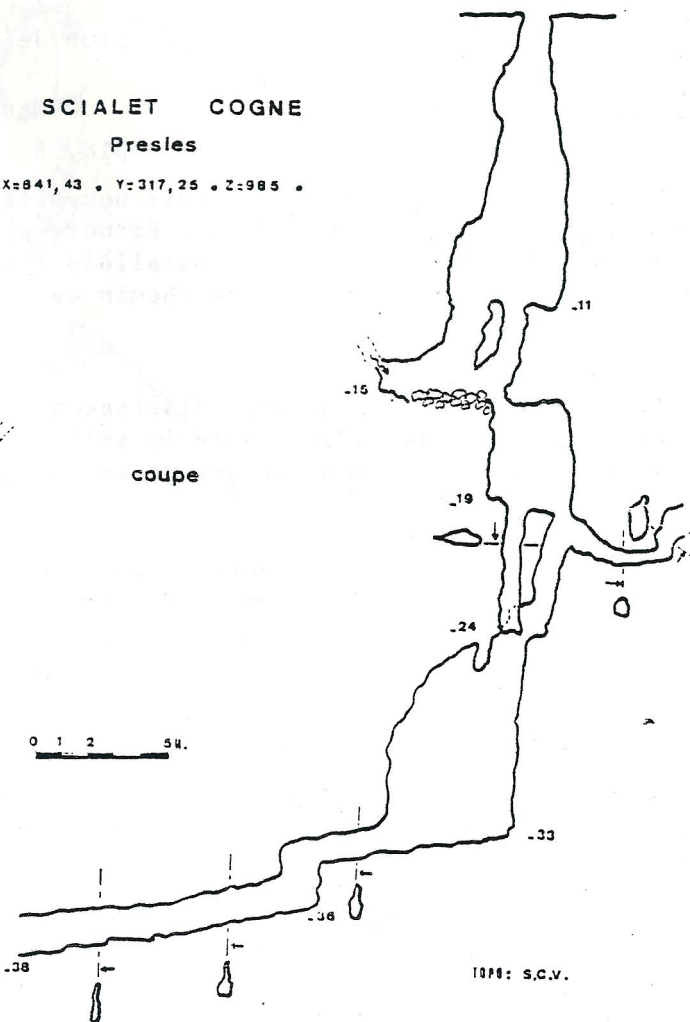 SCIALET COGNE
Presles
X=841,43 . Y=317,25 . Z=985 .
-11
-15
coupe
-19
-24
0 1 2 5M.
-33
-36
-38
TOPO: S.C.V.